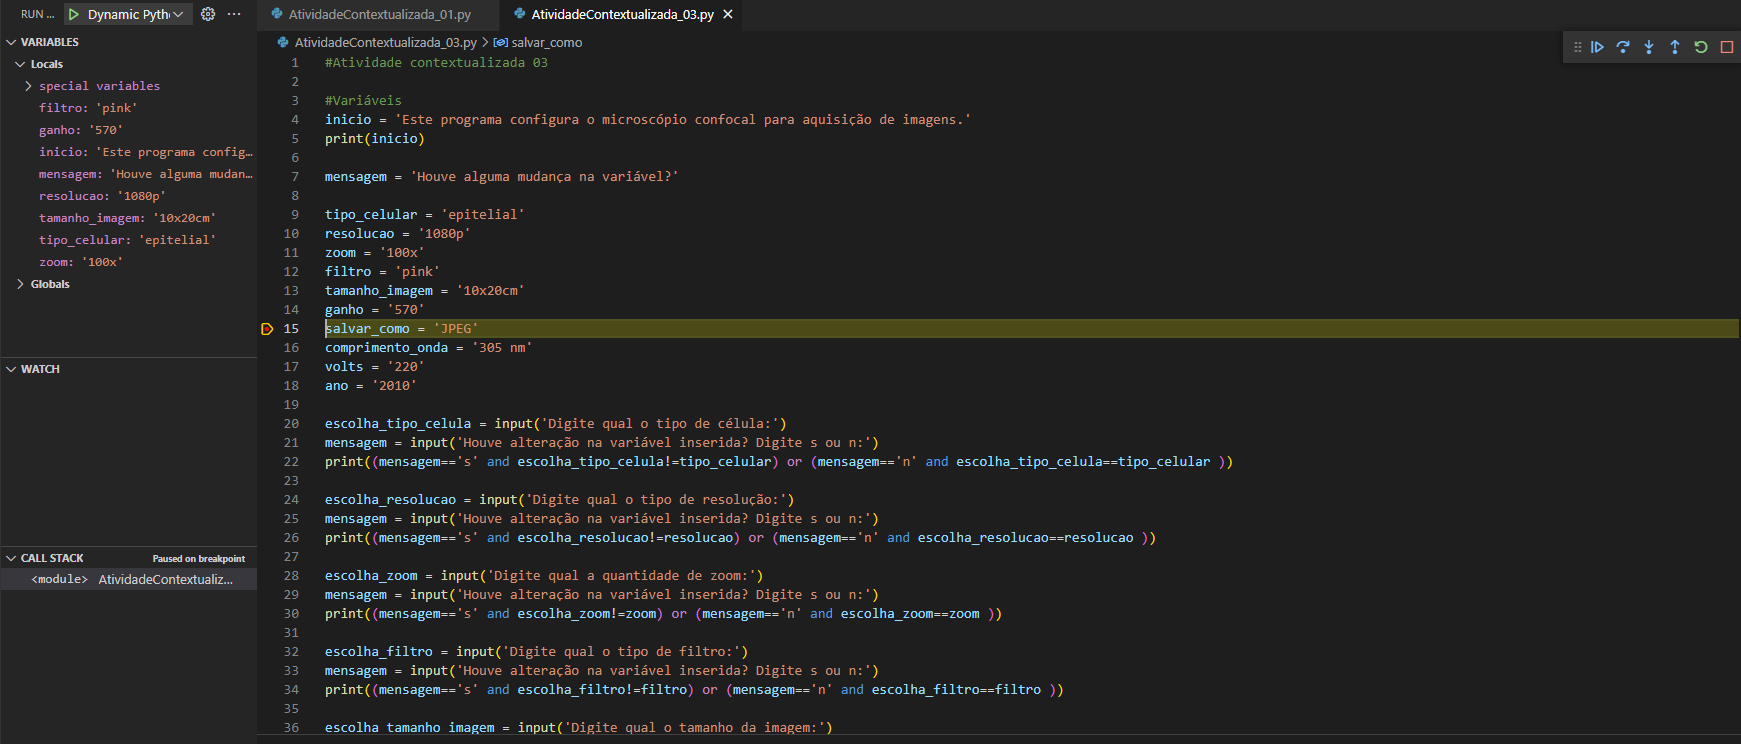 RUN ...
Dynamic Pyth
VARIABLES
Locals
special variables
filtro: 'pink'
ganho: '570'
inicio: 'Este programa config…
mensagem: 'Houve alguma mudan…
resolucao: '1080p'
tamanho_imagem: '10x20cm'
tipo_celular: 'epitelial'
zoom: '100x'
Globals
WATCH
CALL STACK Paused on breakpoint
<module> AtividadeContextualiz...
AtividadeContextualizada_01.py
AtividadeContextualizada_03.py
AtividadeContextualizada_03.py > salvar_como
1 #Atividade contextualizada 03
2
3 #Variáveis
4 inicio = 'Este programa configura o microscópio confocal para aquisição de imagens.'
5 print(inicio)
6
7 mensagem = 'Houve alguma mudança na variável?'
8
9 tipo_celular = 'epitelial'
10 resolucao = '1080p'
11 zoom = '100x'
12 filtro = 'pink'
13 tamanho_imagem = '10x20cm'
14 ganho = '570'
15 salvar_como = 'JPEG'
16 comprimento_onda = '305 nm'
17 volts = '220'
18 ano = '2010'
19
20 escolha_tipo_celula = input('Digite qual o tipo de célula:')
21 mensagem = input('Houve alteração na variável inserida? Digite s ou n:')
22 print((mensagem=='s' and escolha_tipo_celula!=tipo_celular) or (mensagem=='n' and escolha_tipo_celula==tipo_celular ))
23
24 escolha_resolucao = input('Digite qual o tipo de resolução:')
25 mensagem = input('Houve alteração na variável inserida? Digite s ou n:')
26 print((mensagem=='s' and escolha_resolucao!=resolucao) or (mensagem=='n' and escolha_resolucao==resolucao ))
27
28 escolha_zoom = input('Digite qual a quantidade de zoom:')
29 mensagem = input('Houve alteração na variável inserida? Digite s ou n:')
30 print((mensagem=='s' and escolha_zoom!=zoom) or (mensagem=='n' and escolha_zoom==zoom ))
31
32 escolha_filtro = input('Digite qual o tipo de filtro:')
33 mensagem = input('Houve alteração na variável inserida? Digite s ou n:')
34 print((mensagem=='s' and escolha_filtro!=filtro) or (mensagem=='n' and escolha_filtro==filtro ))
35
36 escolha_tamanho_imagem = input('Digite qual o tamanho da imagem:')